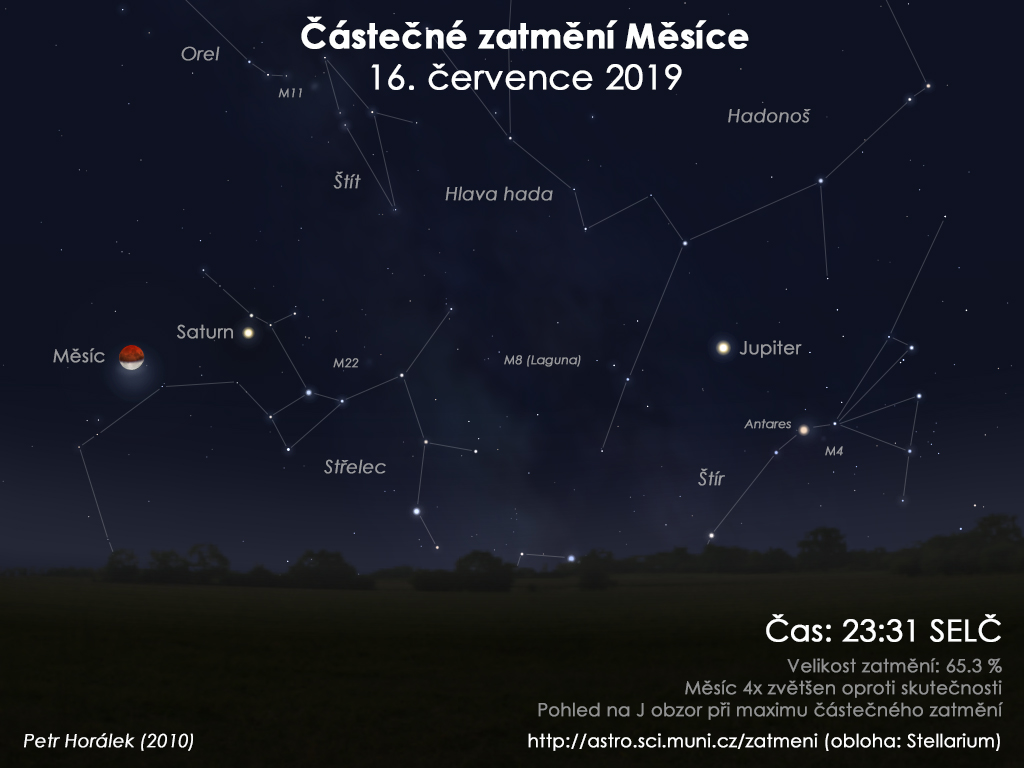 Částečné zatmění Měsíce
16. července 2019
Orel
M11
Hadonoš
Štít
Hlava hada
Saturn
Měsíc
M22
M8 (Laguna)
Jupiter
Antares
M4
Střelec
Štír
Čas: 23:31 SELČ
Velikost zatmění: 65.3 %
Měsíc 4x zvětšen oproti skutečnosti
Pohled na J obzor při maximu částečného zatmění
Petr Horálek (2010)
http://astro.sci.muni.cz/zatmeni (obloha: Stellarium)